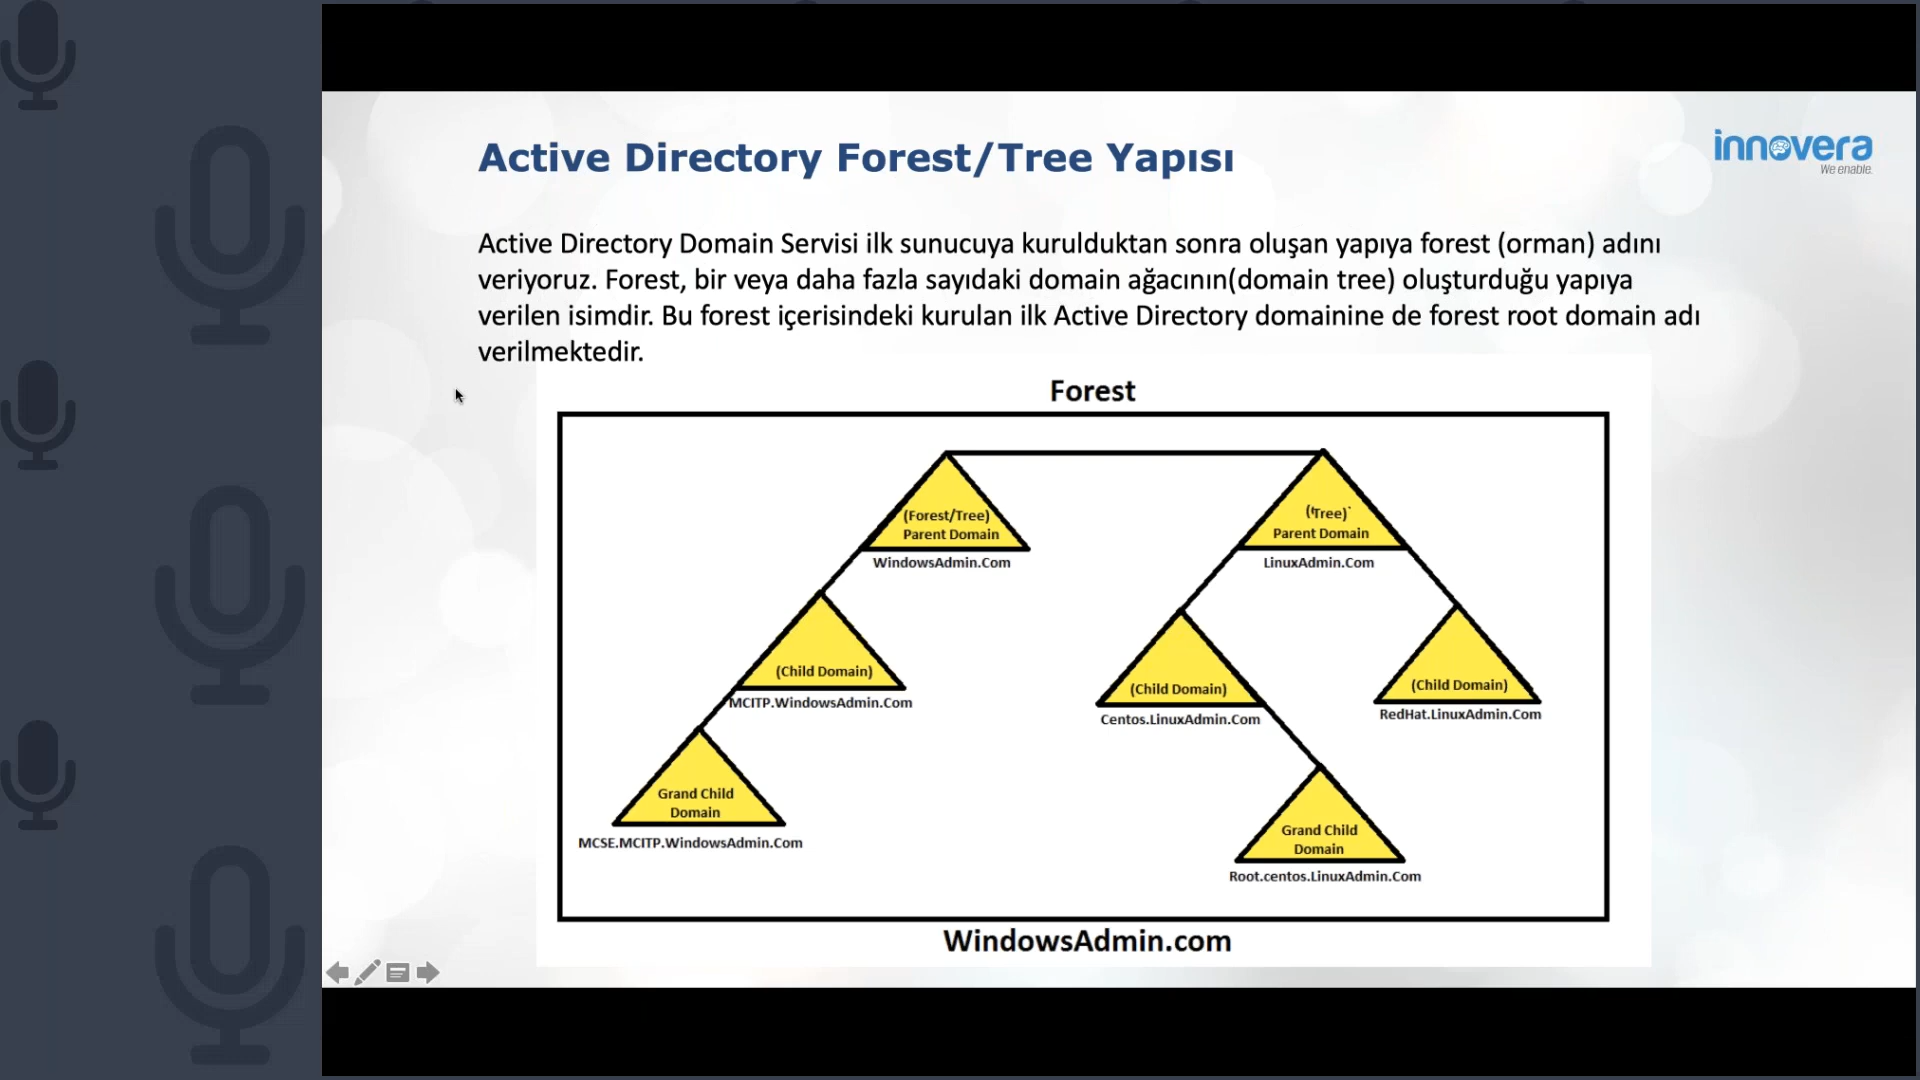 Active Directory Forest/Tree Yapısı
innovera
We enable.
Active Directory Domain Servisi ilk sunucuya kurulduktan sonra oluşan yapıya forest (orman) adını
veriyoruz. Forest, bir veya daha fazla sayıdaki domain ağacının(domain tree) oluşturduğu yapıya
verilen isimdir. Bu forest içerisindeki kurulan ilk Active Directory domainine de forest root domain adı
verilmektedir.
Forest
(Forest/Tree)
Parent Domain
WindowsAdmin.Com
(Tree)
Parent Domain
LinuxAdmin.Com
(Child Domain)
MCITP.WindowsAdmin.Com
(Child Domain)
Centos.LinuxAdmin.Com
(Child Domain)
RedHat.LinuxAdmin.Com
Grand Child
Domain
MCSE.MCITP.WindowsAdmin.Com
Grand Child
Domain
Root.centos.LinuxAdmin.Com
WindowsAdmin.com